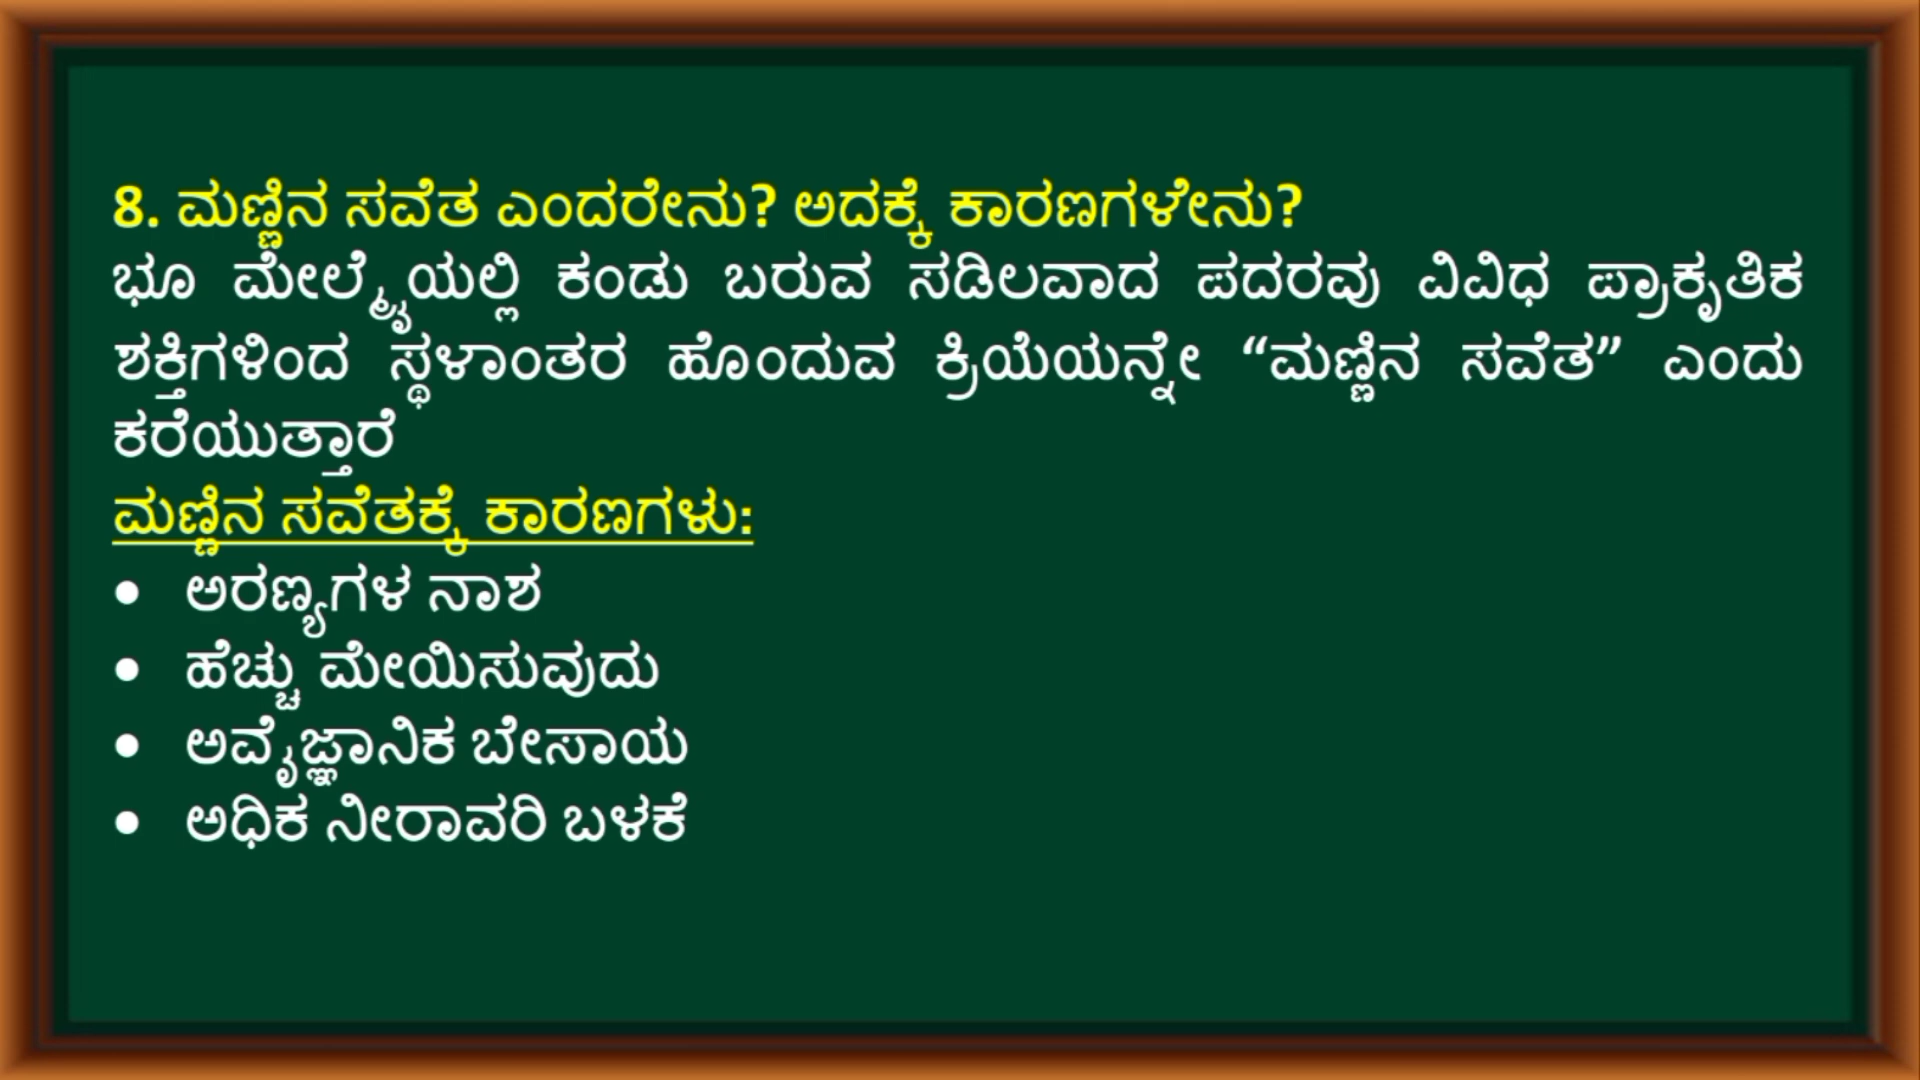 8. ಮಣ್ಣಿನ ಸವೆತ ಎಂದರೇನು? ಅದಕ್ಕೆ ಕಾರಣಗಳೇನು?
ಭೂ ಮೇಲ್ಮೈಯಲ್ಲಿ ಕಂಡು ಬರುವ ಸಡಿಲವಾದ ಪದರವು ವಿವಿಧ ಪ್ರಾಕೃತಿಕ
ಶಕ್ತಿಗಳಿಂದ ಸ್ಥಳಾಂತರ ಹೊಂದುವ ಕ್ರಿಯೆಯನ್ನೇ “ಮಣ್ಣಿನ ಸವೆತ” ಎಂದು
ಕರೆಯುತ್ತಾರೆ
ಮಣ್ಣಿನ ಸವೆತಕ್ಕೆ ಕಾರಣಗಳು:
• ಅರಣ್ಯಗಳ ನಾಶ
• ಹೆಚ್ಚು ಮೇಯಿಸುವುದು
• ಅವೈಜ್ಞಾನಿಕ ಬೇಸಾಯ
• ಅಧಿಕ ನೀರಾವರಿ ಬಳಕೆ